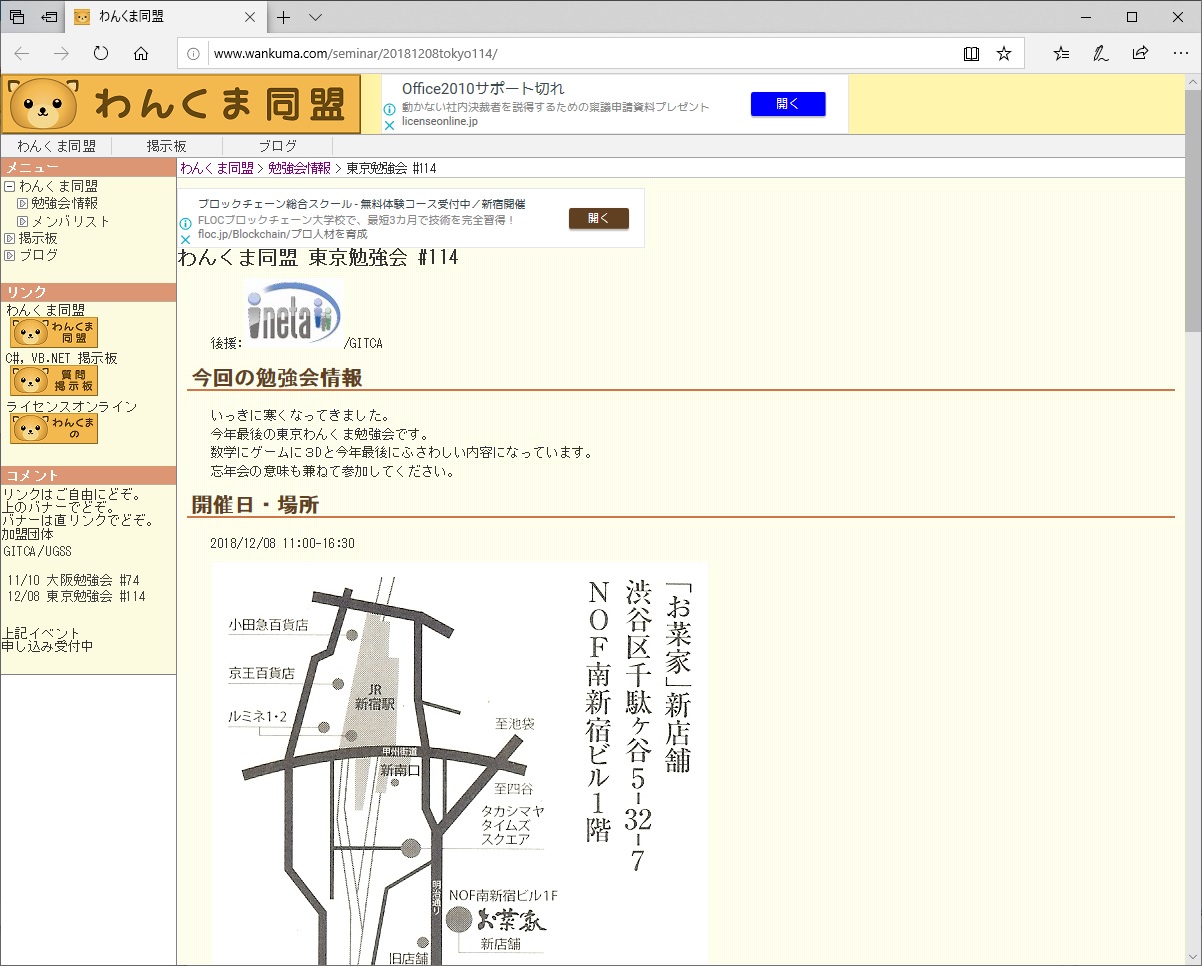 わんくま同盟
www.wankuma.com/seminar/20181208tokyo114/
わんくま同盟
Office2010サポート切れ
動かない社内決裁者を説得するための稟議申請資料プレゼント
licenseonline.jp
開く
わんくま同盟
掲示板
ブログ
メニュー
わんくま同盟
勉強会情報
メンバリスト
掲示板
ブログ
リンク
わんくま同盟
わんくま
同盟
C#, VB.NET 掲示板
質問
掲示板
ライセンスオンライン
わんくま
の
コメント
リンクはご自由にどぞ。
上のバナーでどぞ。
バナーは直リンクでどぞ。
加盟団体
GITCA/UGSS
11/10 大阪勉強会 #74
12/08 東京勉強会 #114
上記イベント
申し込み受付中
わんくま同盟 > 勉強会情報 > 東京勉強会 #114
ブロックチェーン総合スクール - 無料体験コース受付中／新宿開催
FLOCブロックチェーン大学校で、最短3カ月で技術を完全習得！
floc.jp/Blockchain/プロ人材を育成
開く
わんくま同盟 東京勉強会 #114
ineta
後援: /GITCA
今回の勉強会情報
いっきに寒くなってきました。
今年最後の東京わんくま勉強会です。
数学にゲームに３Dと今年最後にふさわしい内容になっています。
忘年会の意味も兼ねて参加してください。
開催日・場所
2018/12/08 11:00-16:30
「お菜家」新店舗
渋谷区千駄ヶ谷5-32-7
NOF南新宿ビル1階
小田急百貨店
京王百貨店
JR
新宿駅
ルミネ1・2
至池袋
甲州街道
新南口
至四谷
タカシマヤ
タイムズ
スクエア
明治通り
NOF南新宿ビル1F
お菜家
新店舗
旧店舗